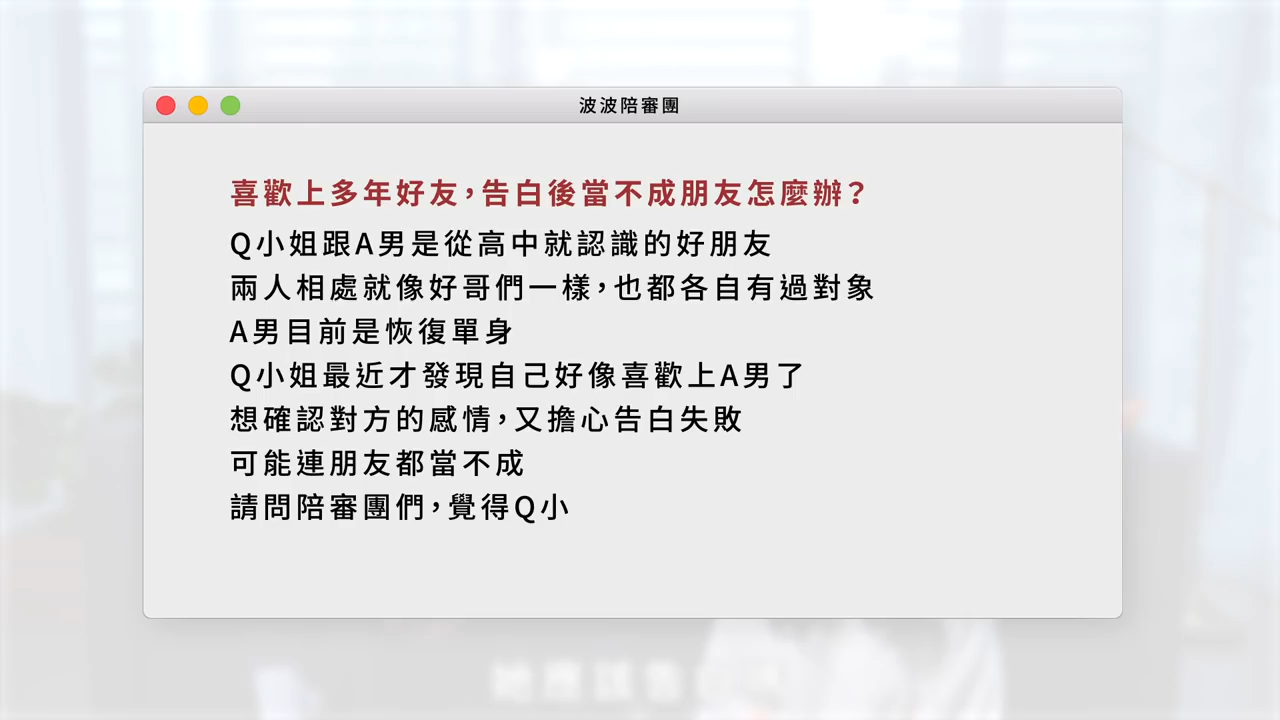 波波陪審團
喜歡上多年好友，告白後當不成朋友怎麼辦？
Q小姐跟A男是從高中就認識的好朋友
兩人相處就像好哥們一樣，也都各自有過對象
A男目前是恢復單身
Q小姐最近才發現自己好像喜歡上A男了
想確認對方的感情，又擔心告白失敗
可能連朋友都當不成
請問陪審團們，覺得Q小